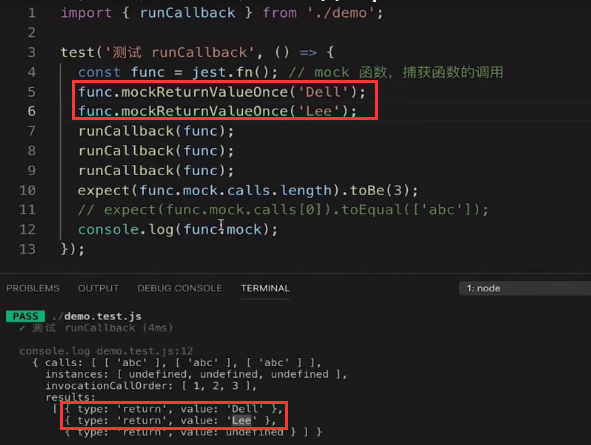 1 import { runCallback } from './demo';
2
3 test('测试 runCallback', () => {
4 const func = jest.fn(); // mock 函数，捕获函数的调用
5 func.mockReturnValueOnce('Dell');
6 func.mockReturnValueOnce('Lee');
7 runCallback(func);
8 runCallback(func);
9 runCallback(func);
10 expect(func.mock.calls.length).toBe(3);
11 // expect(func.mock.calls[0]).toEqual(['abc']);
12 console.log(func.mock);
13 });
PROBLEMS OUTPUT DEBUG CONSOLE TERMINAL 1: node
PASS ./demo.test.js
✓ 测试 runCallback (4ms)
console.log demo.test.js:12
{ calls: [ [ 'abc' ], [ 'abc' ], [ 'abc' ] ],
instances: [ undefined, undefined, undefined ],
invocationCallOrder: [ 1, 2, 3 ],
results:
[ { type: 'return', value: 'Dell' },
{ type: 'return', value: 'Lee' },
{ type: 'return', value: undefined } ] }